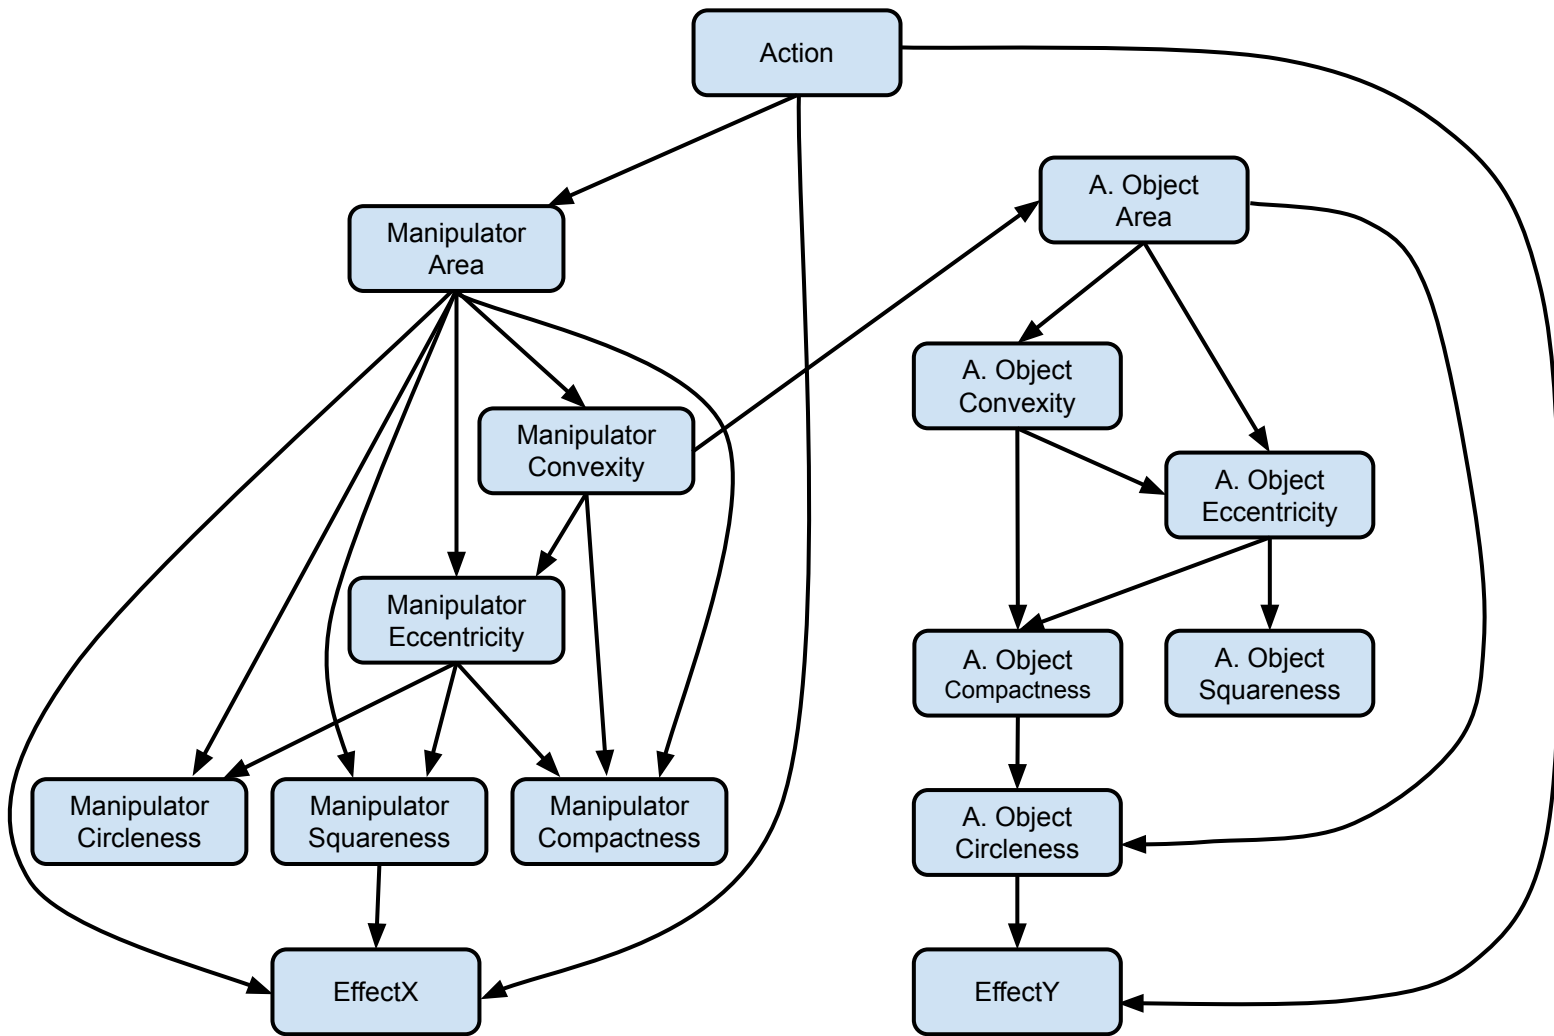 Action
A. Object
Area
Manipulator
Area
A. Object
Convexity
Manipulator
Convexity
A. Object
Eccentricity
Manipulator
Eccentricity
A. Object
Compactness
A. Object
Squareness
Manipulator
Circleness
Manipulator
Squareness
Manipulator
Compactness
A. Object
Circleness
EffectX
EffectY